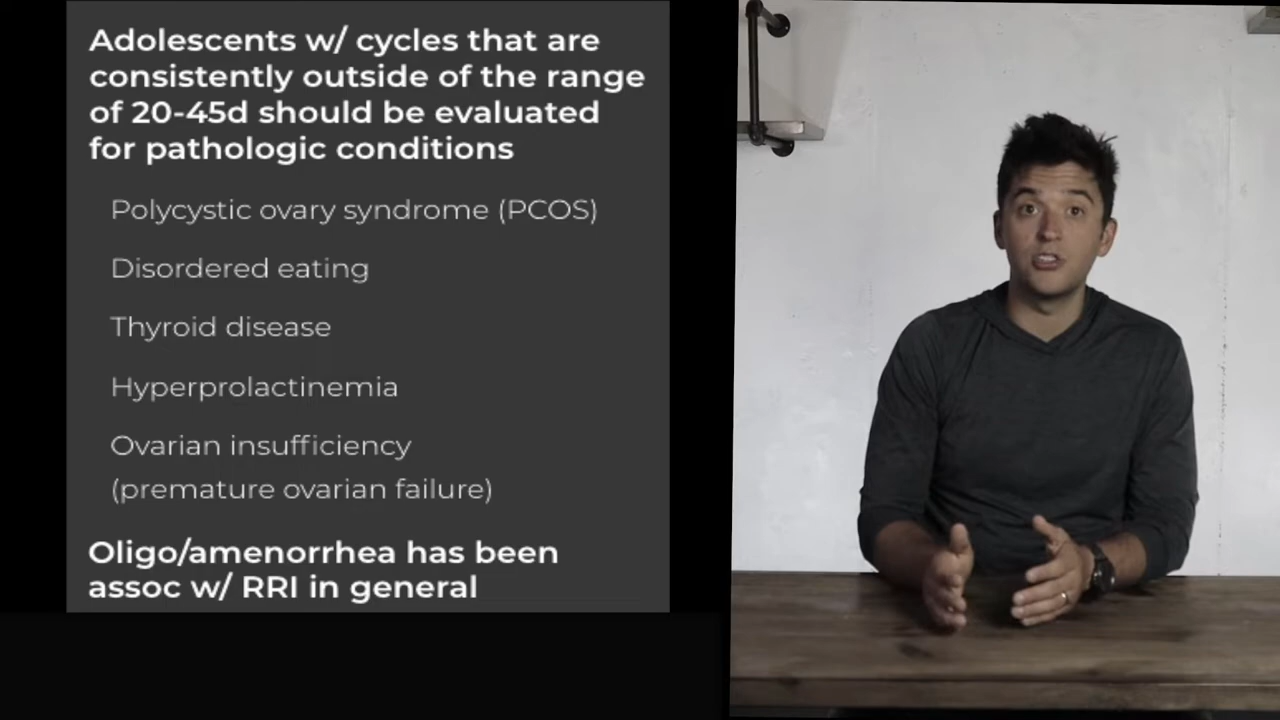 Adolescents w/ cycles that are
consistently outside of the range
of 20-45d should be evaluated
for pathologic conditions
Polycystic ovary syndrome (PCOS)
Disordered eating
Thyroid disease
Hyperprolactinemia
Ovarian insufficiency
(premature ovarian failure)
Oligo/amenorrhea has been
assoc w/ RRI in general